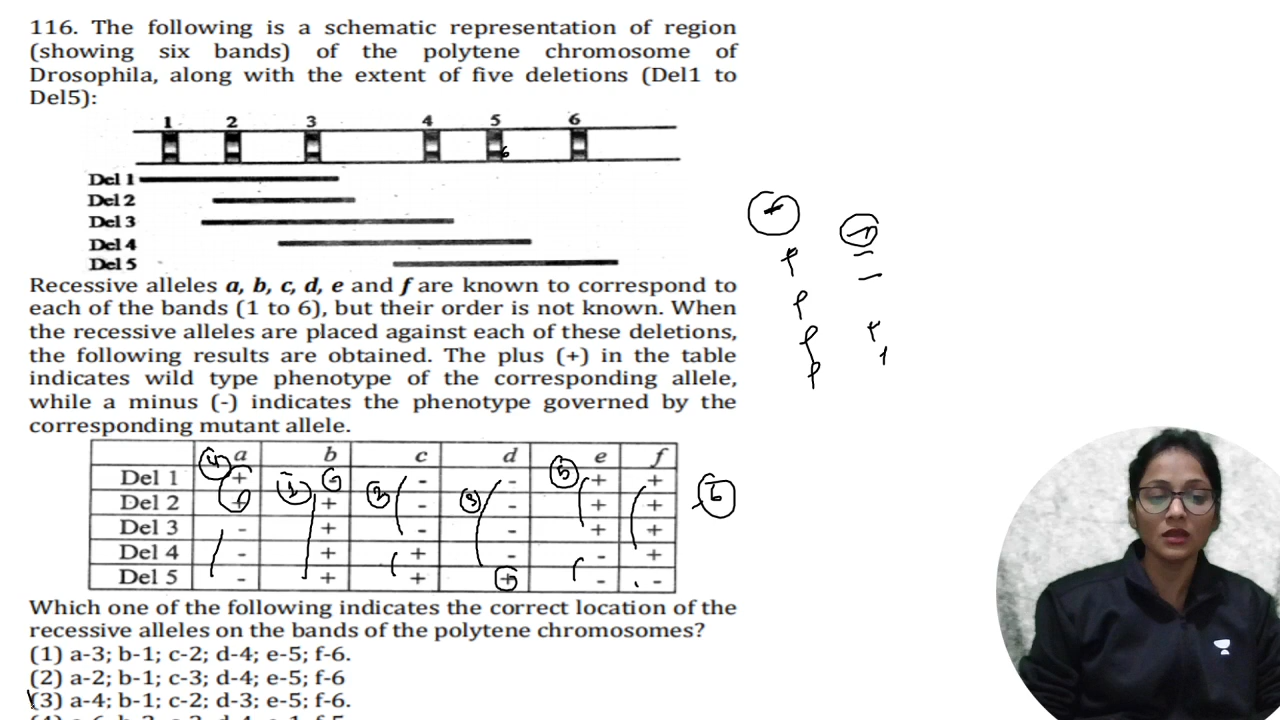 116. The following is a schematic representation of region
(showing six bands) of the polytene chromosome of
Drosophila, along with the extent of five deletions (Del1 to
Del5):
1 2 3 4 5 6
Del 1
Del 2
Del 3
Del 4
Del 5
Recessive alleles a, b, c, d, e and f are known to correspond to
each of the bands (1 to 6), but their order is not known. When
the recessive alleles are placed against each of these deletions,
the following results are obtained. The plus (+) in the table
indicates wild type phenotype of the corresponding allele,
while a minus (-) indicates the phenotype governed by the
corresponding mutant allele.
a b c d e f
Del 1 + - - - + +
Del 2 + + - - + +
Del 3 - + - - + +
Del 4 - + + - - +
Del 5 - + + + - -
Which one of the following indicates the correct location of the
recessive alleles on the bands of the polytene chromosomes?
(1) a-3; b-1; c-2; d-4; e-5; f-6.
(2) a-2; b-1; c-3; d-4; e-5; f-6
(3) a-4; b-1; c-2; d-3; e-5; f-6.